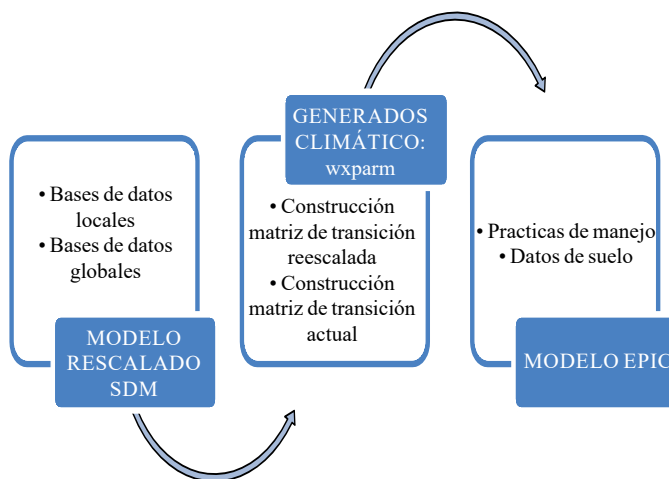 • Bases de datos
locales
• Bases de datos
globales
MODELO
RESCALADO
SDM
GENERADOS
CLIMÁTICO:
wxparm
• Construcción
matriz de transición
reescalada
• Construcción
matriz de transición
actual
• Practicas de manejo
• Datos de suelo
MODELO EPIC